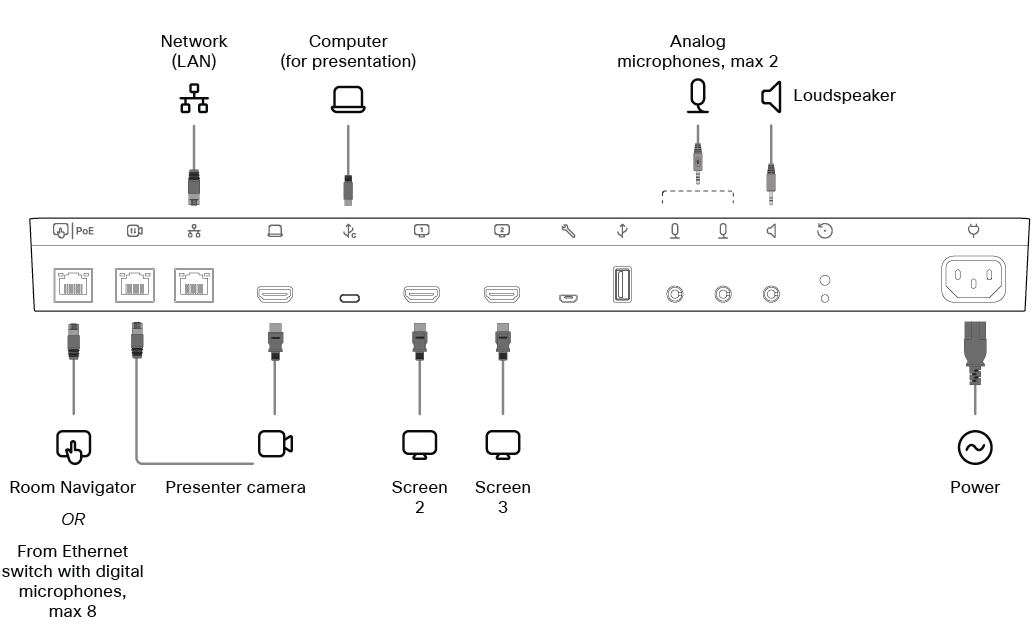 Network
(LAN)
Computer
(for presentation)
Analog
microphones, max 2
Loudspeaker
PoE
C
1
2
Room Navigator
OR
From Ethernet
switch with digital
microphones,
max 8
Presenter camera
Screen
2
Screen
3
Power